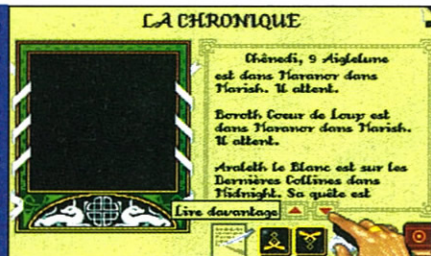 LA CHRONIQUE
Chênedi, 9 Aiglelune
est dans Maranor dans
Marish. Il attent.
Boroth Coeur de Loup est
dans Maranor dans Marish.
Il attent.
Araleth le Blanc est sur les
Dernières Collines dans
Midnight. Sa quête est
Lire davantage